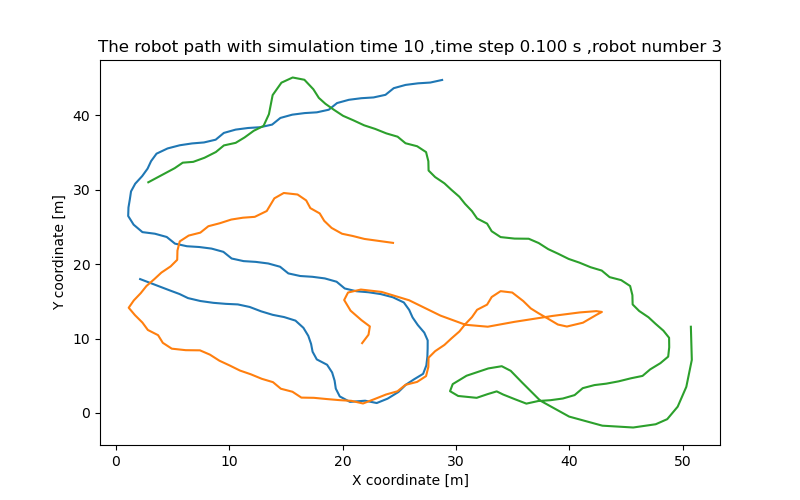 The robot path with simulation time 10 ,time step 0.100 s ,robot number 3
Y coordinate [m]
40
30
20
10
0
0 10 20 30 40 50
X coordinate [m]